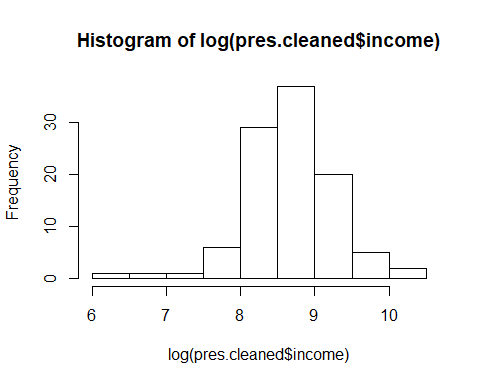 Histogram of log(pres.cleaned$income)
Frequency
30
20
10
0
6 7 8 9 10
log(pres.cleaned$income)